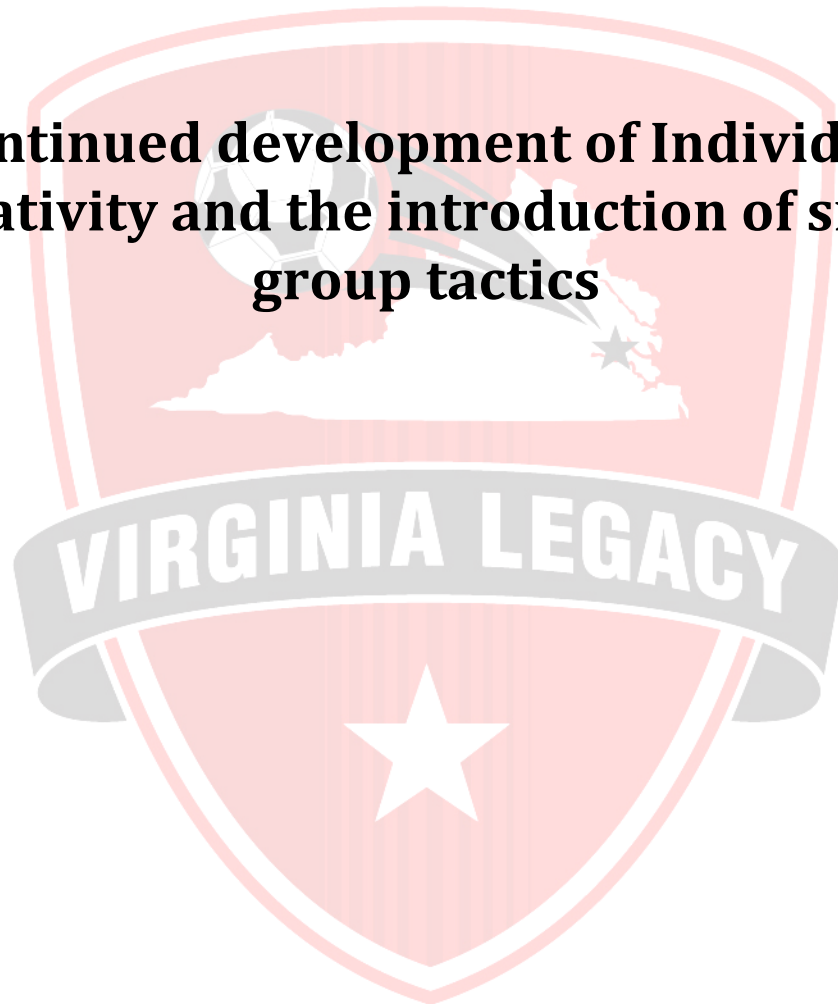 ntinued development of Individ
ativity and the introduction of s
group tactics
VIRGINIA LEGACY